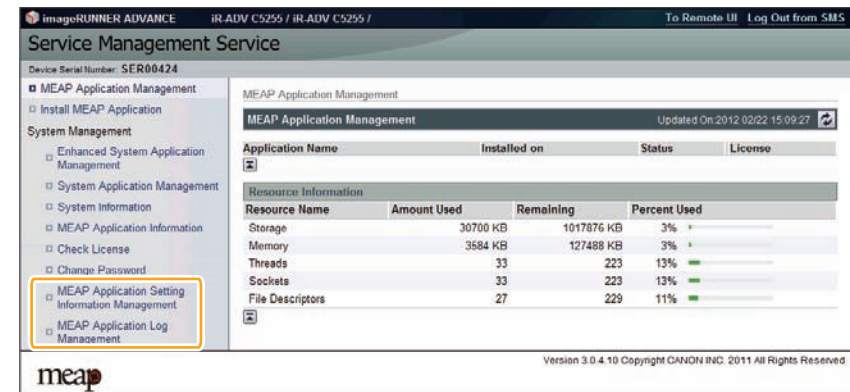 imageRUNNER ADVANCE iR-ADV C5255 / iR-ADV C5255 / To Remote UI Log Out from SMS
Service Management Service
Device Serial Number: SER00424
MEAP Application Management
Install MEAP Application
System Management
Enhanced System Application
Management
System Application Management
System Information
MEAP Application Information
Check License
Change Password
MEAP Application Setting
Information Management
MEAP Application Log
Management
MEAP Application Management
MEAP Application Management Updated On:2012 02/22 15:09:27
Application Name Installed on Status License
Resource Information
Resource Name Amount Used Remaining Percent Used
Storage 30700 KB 1017876 KB 3%
Memory 3584 KB 127488 KB 3%
Threads 33 223 13%
Sockets 33 223 13%
File Descriptors 27 229 11%
Version 3.0.4.10 Copyright CANON INC. 2011 All Rights Reserved
meap